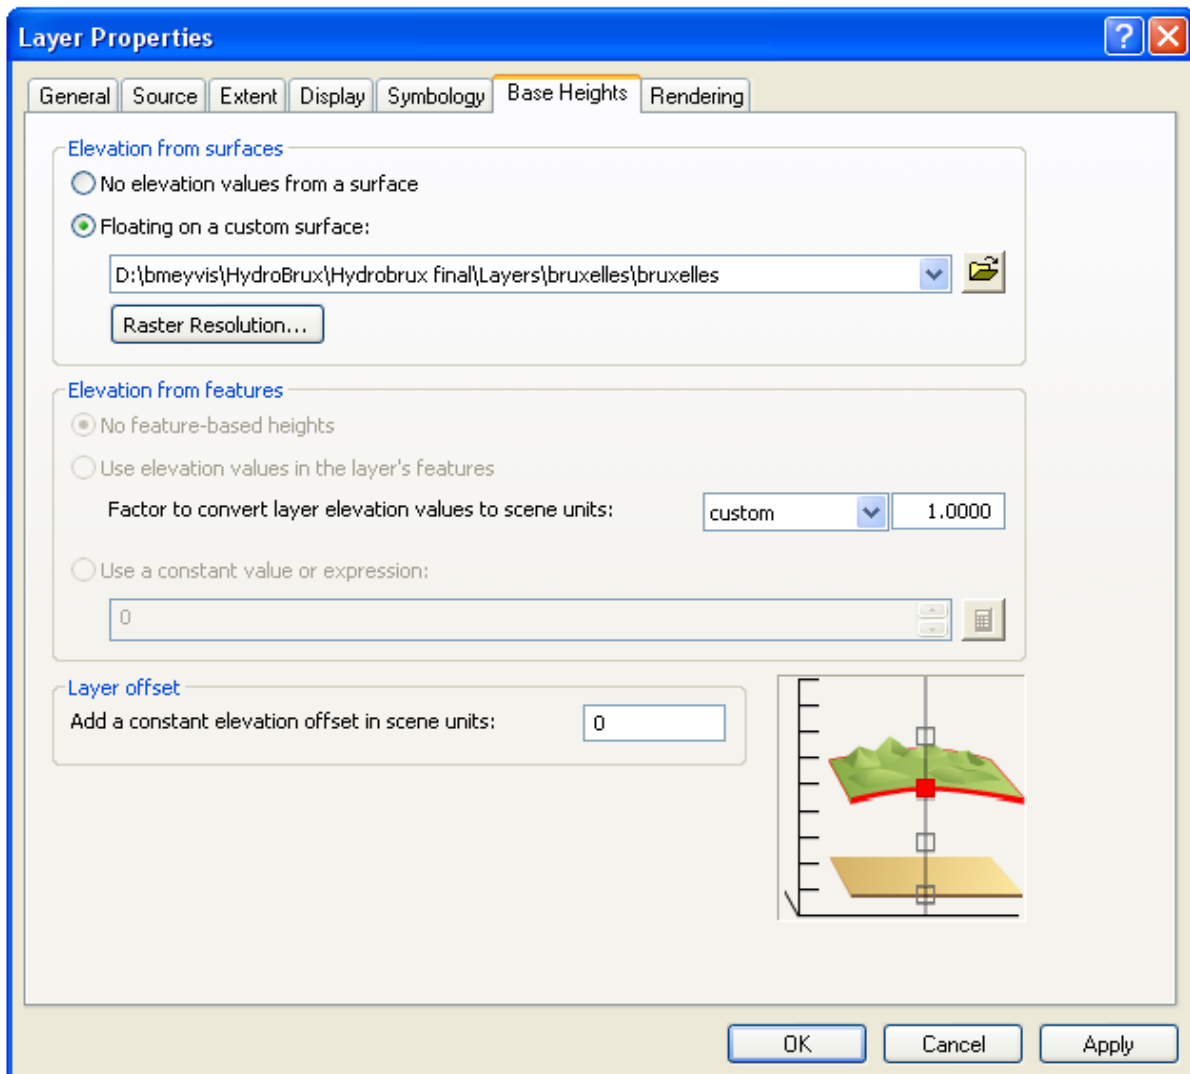 Layer Properties
General Source Extent Display Symbology Base Heights Rendering
Elevation from surfaces
No elevation values from a surface
Floating on a custom surface:
D:\bmeyvis\HydroBrux\Hydrobrux final\Layers\bruxelles\bruxelles
Raster Resolution...
Elevation from features
No feature-based heights
Use elevation values in the layer's features
Factor to convert layer elevation values to scene units: custom 1.0000
Use a constant value or expression:
0
Layer offset
Add a constant elevation offset in scene units: 0
OK Cancel Apply